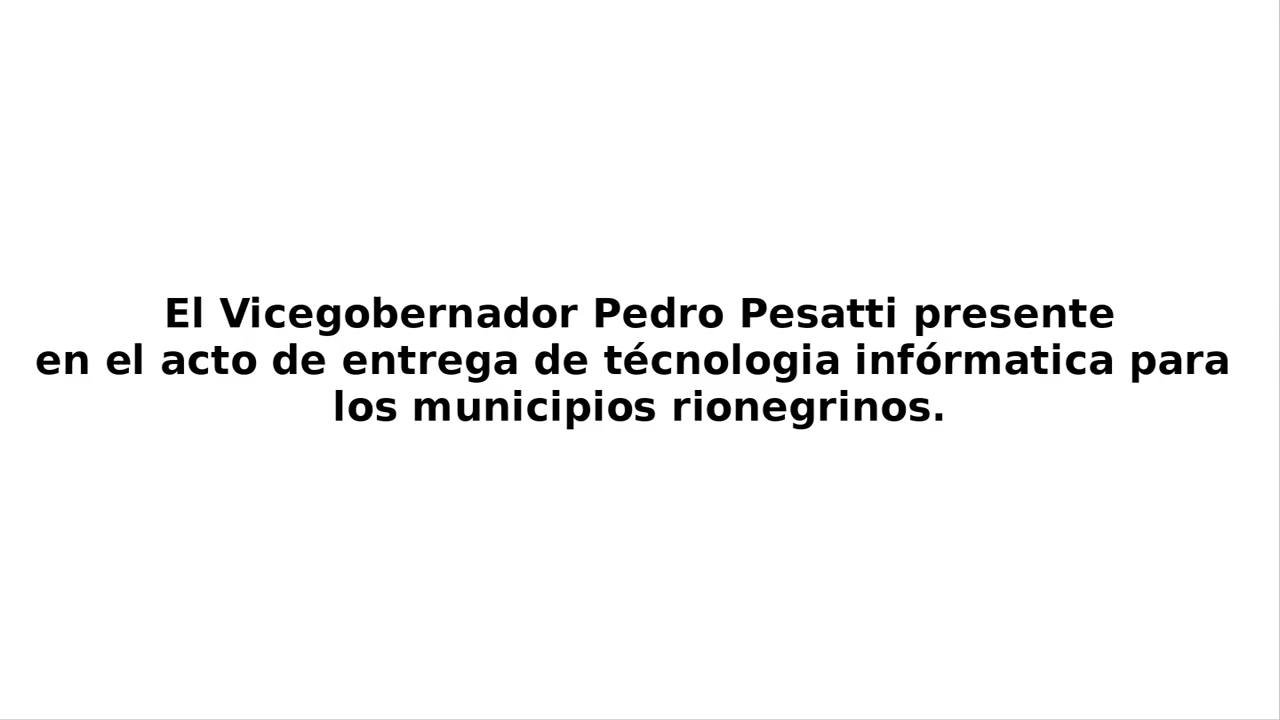 El Vicegobernador Pedro Pesatti presente
en el acto de entrega de técnologia infórmatica para
los municipios rionegrinos.